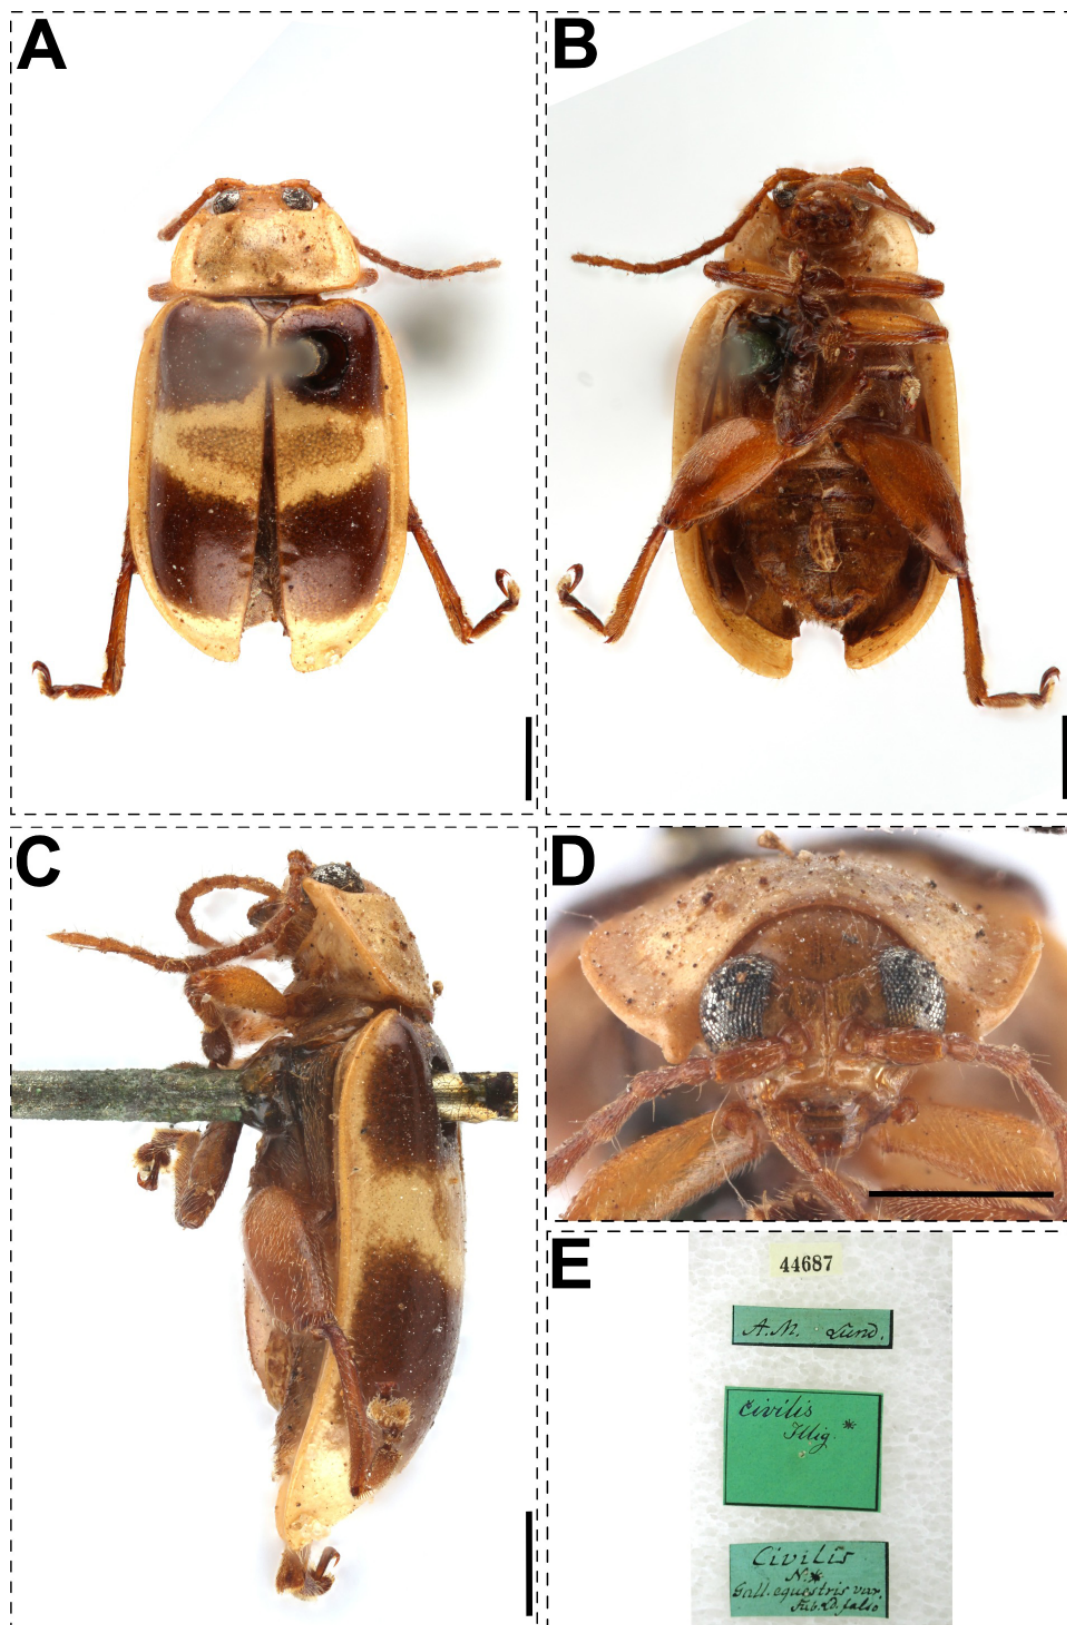 A
B
C
D
E
44687
A.M. Lund.
Civilis
Illig. *
Civilis
N.*
Gall. equestris var.
Fab. D. falso